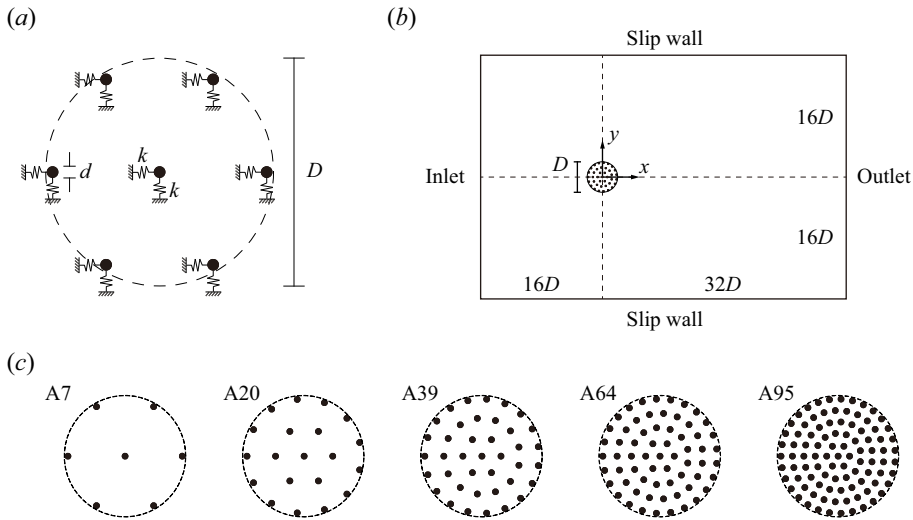 (a)
k
d
k
D
(b)
Slip wall
16D
y
D
x
Inlet
Outlet
16D
16D
32D
Slip wall
(c)
A7
A20
A39
A64
A95